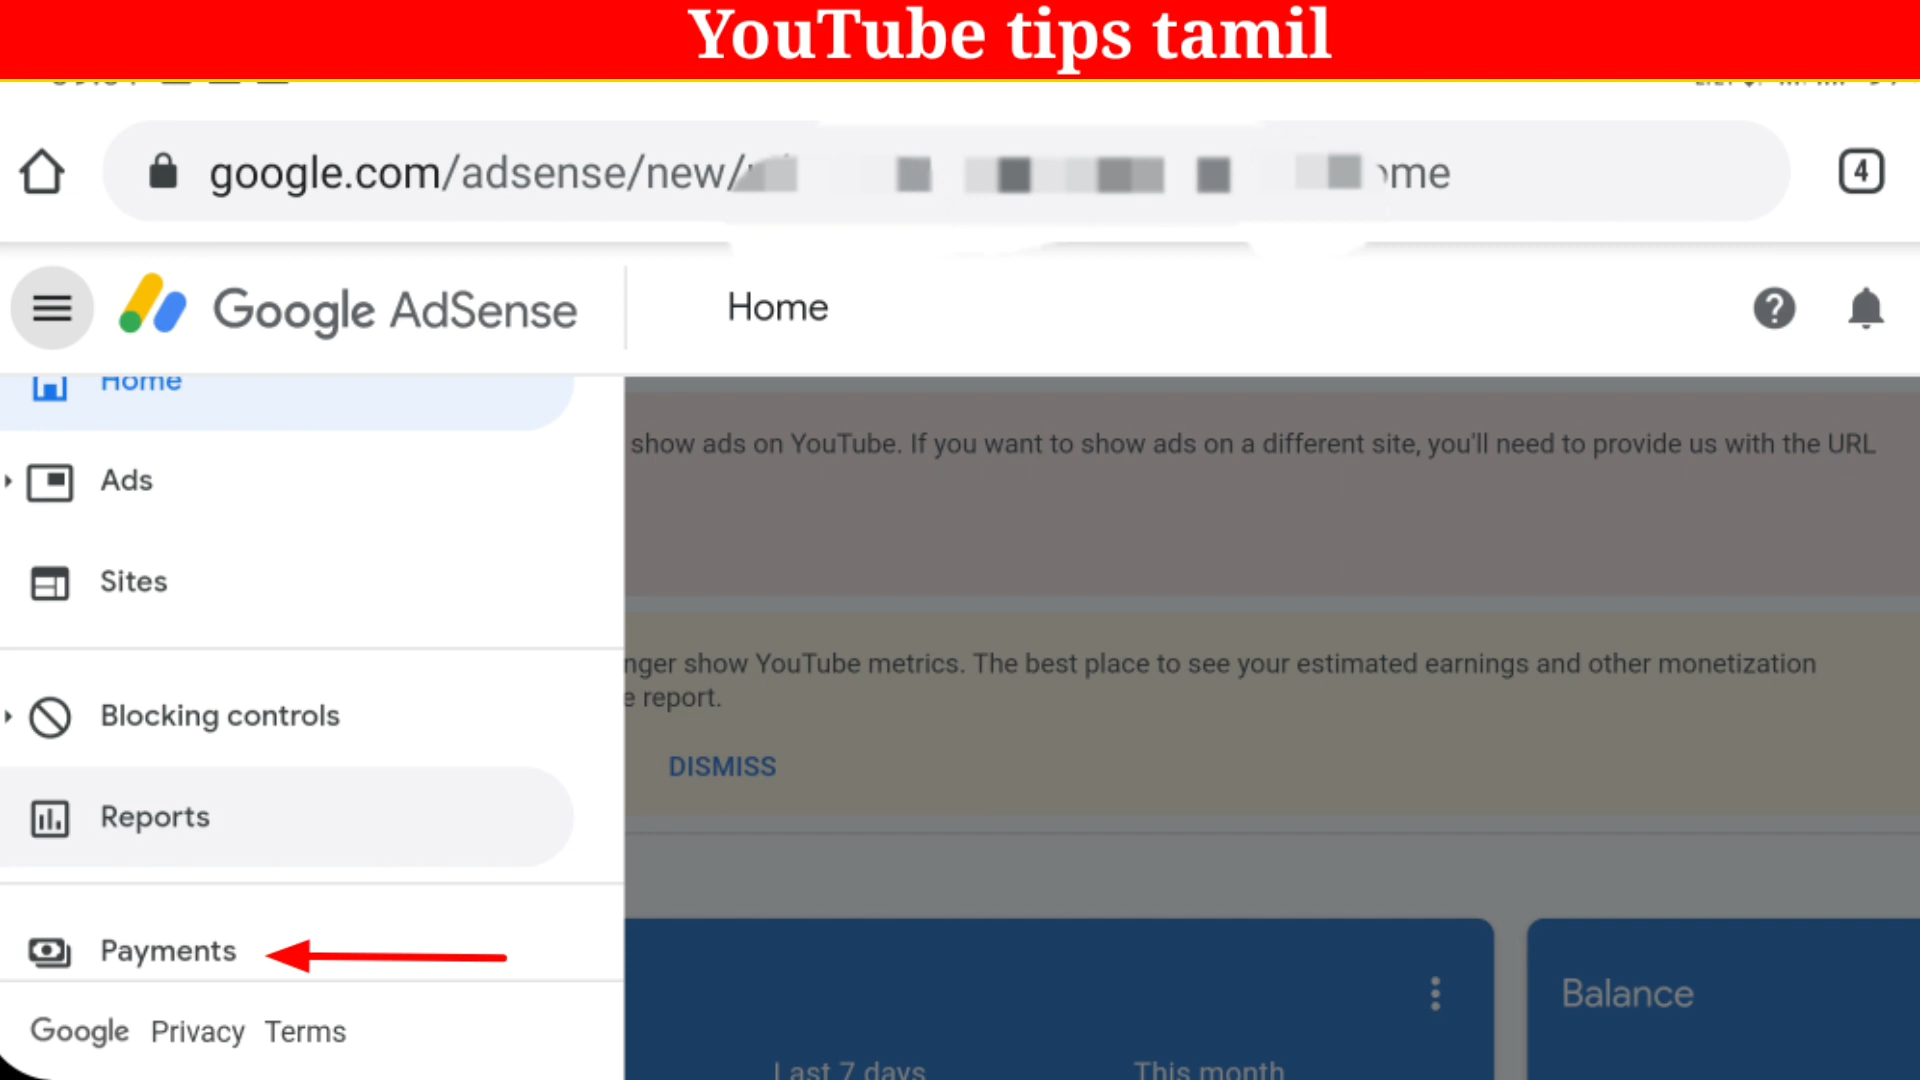 YouTube tips tamil
google.com/adsense/new/
4
Google AdSense
Home
Home
show ads on YouTube. If you want to show ads on a different site, you'll need to provide us with the URL
Ads
Sites
show YouTube metrics. The best place to see your estimated earnings and other monetization
report.
Blocking controls
DISMISS
Reports
Payments
Balance
Google Privacy Terms
Last 7 days
This month